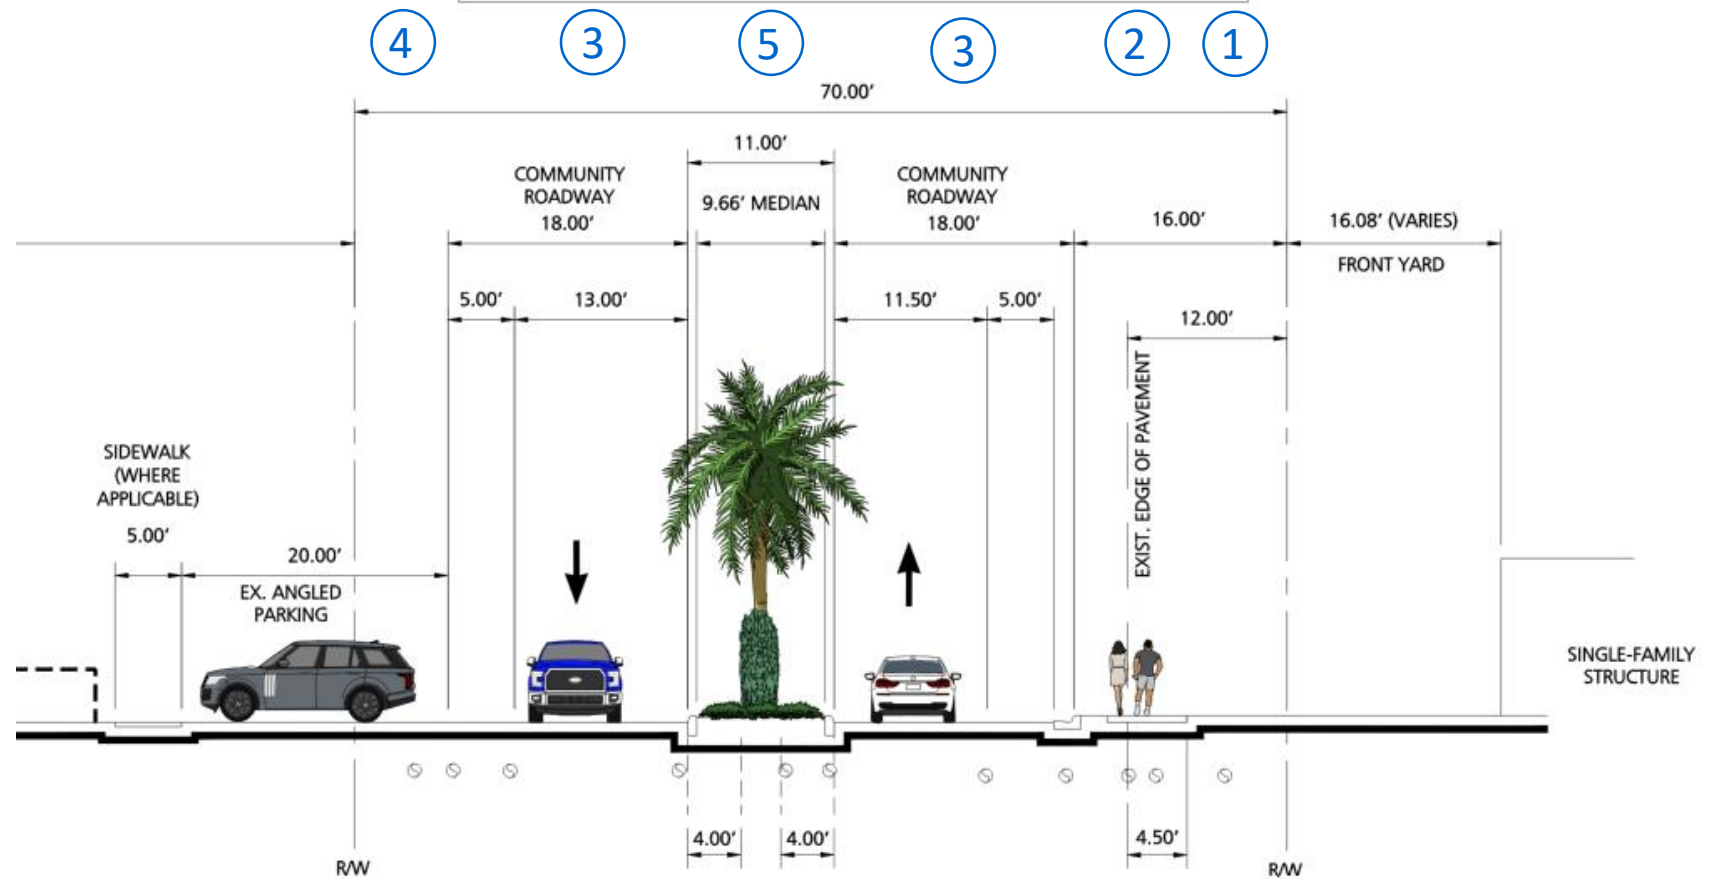 4
3
5
3
2
1
70.00'
11.00'
COMMUNITY
ROADWAY
18.00'
9.66' MEDIAN
COMMUNITY
ROADWAY
18.00'
16.00'
16.08' (VARIES)
FRONT YARD
5.00'
13.00'
11.50'
5.00'
12.00'
EXIST. EDGE OF PAVEMENT
SIDEWALK
(WHERE
APPLICABLE)
5.00'
20.00'
EX. ANGLED
PARKING
SINGLE-FAMILY
STRUCTURE
4.00'
4.00'
4.50'
R/W
R/W